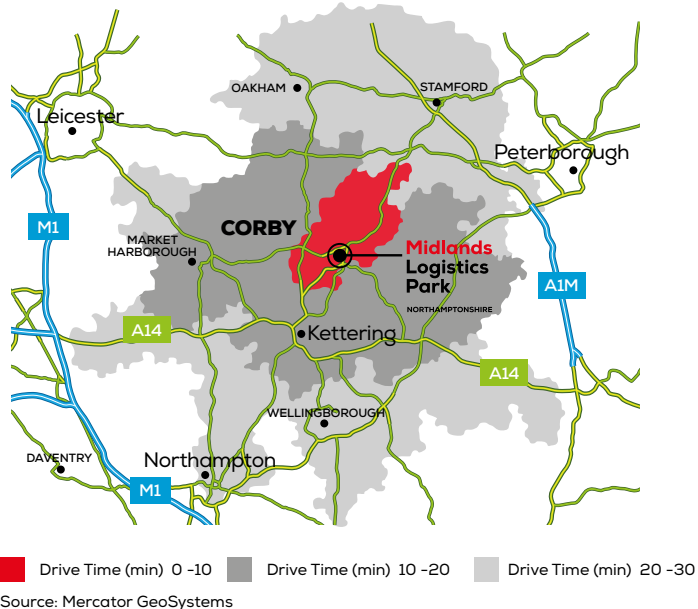 OAKHAM
STAMFORD
Leicester
Peterborough
M1
CORBY
MARKET
HARBOROUGH
Midlands
Logistics
Park
A1M
NORTHAMPTONSHIRE
A14
Kettering
A14
WELLINGBOROUGH
DAVENTRY
Northampton
M1
Drive Time (min) 0 -10
Drive Time (min) 10 -20
Drive Time (min) 20 -30
Source: Mercator GeoSystems